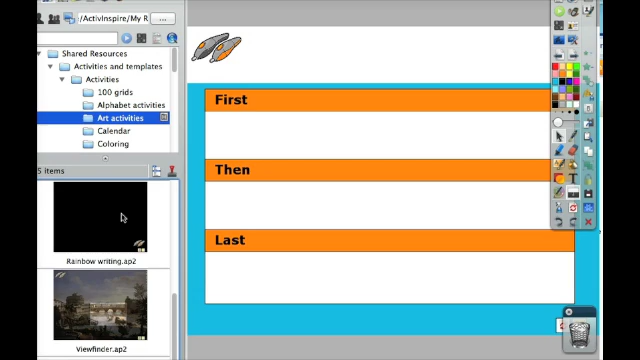 /ActivInspire/My R
...
Shared Resources
Activities and templates
Activities
100 grids
Alphabet activities
Art activities
Calendar
Coloring
5 items
Rainbow writing.ap2
Viewfinder.ap2
First
Then
Last